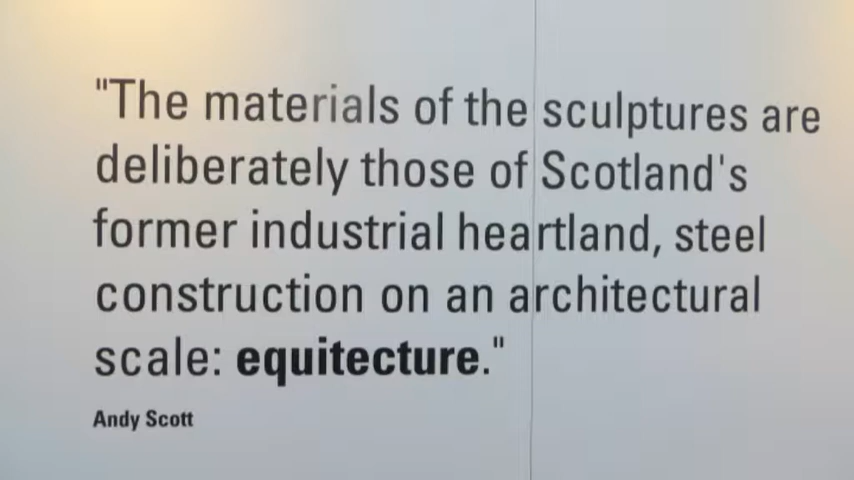 "The materials of the sculptures are
deliberately those of Scotland's
former industrial heartland, steel
construction on an architectural
scale: equitecture."
Andy Scott